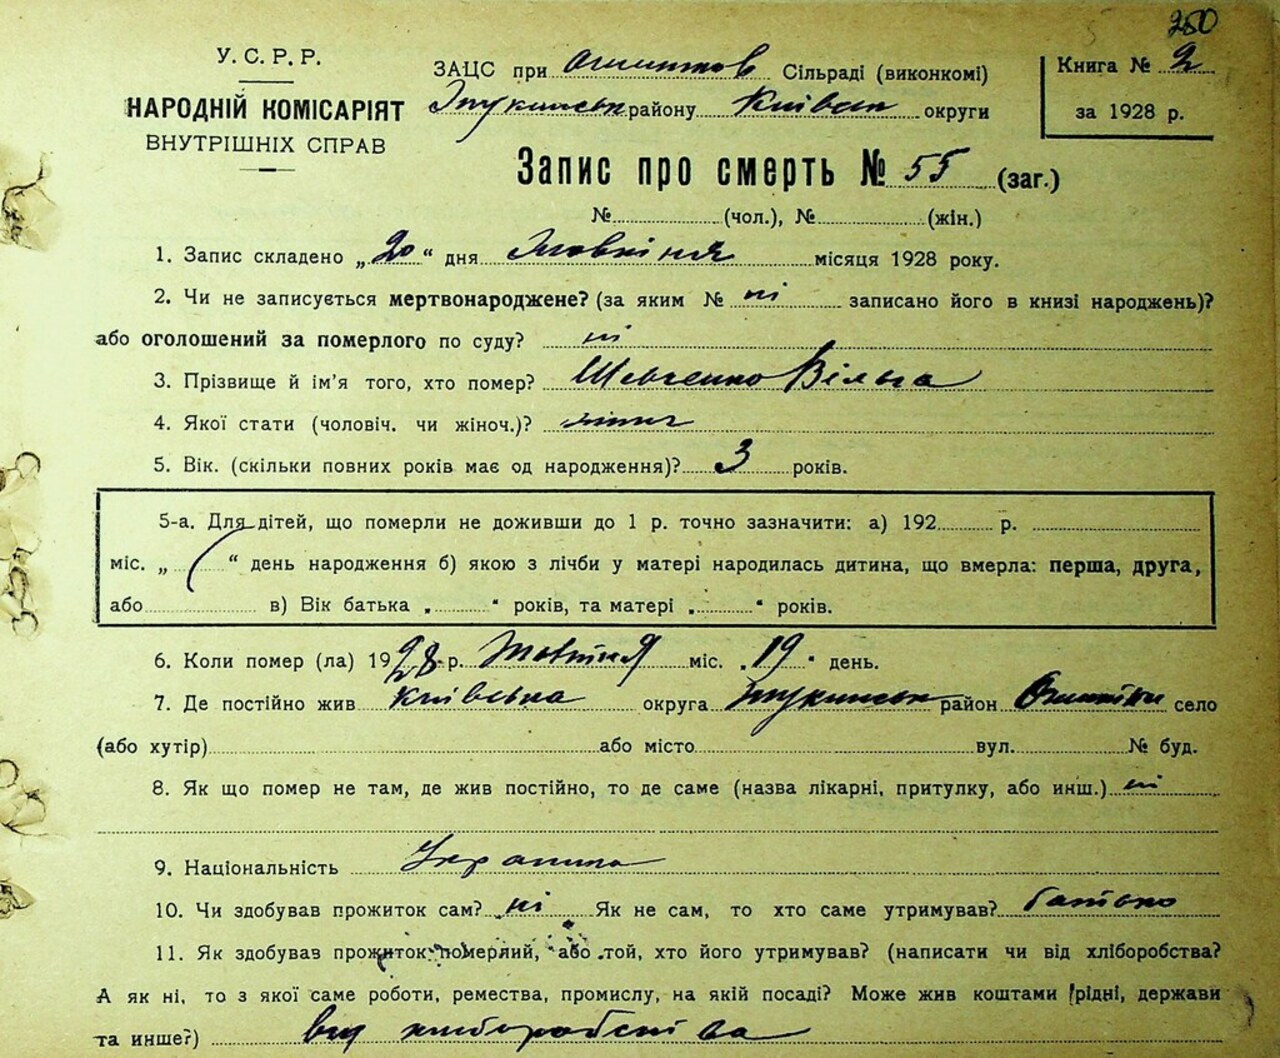 250
У. С. Р. Р.
НАРОДНІЙ КОМІСАРІЯТ
ВНУТРІШНІХ СПРАВ
ЗАЦС при Сільраді (виконкомі)
району Київськ округи
Книга № 2
за 1928 р.
Запис про смерть № 55 (заг.)
№ (чол.), № (жін.)
1. Запис складено „20“ дня Жовтня місяця 1928 року.
2. Чи не записується мертвонароджене? (за яким № ні записано його в книзі народжень)?
або оголошений за померлого по суду? ні
3. Прізвище й ім'я того, хто помер? Шевченко Вільга
4. Якої стати (чоловіч. чи жіноч.)? жіноч
5. Вік. (скільки повних років має од народження)? 3 років.
5-а. Для дітей, що померли не доживши до 1 р. точно зазначити: а) 192 р.
міс. „ “ день народження б) якою з лічби у матері народилась дитина, що вмерла: перша, друга,
або в) Вік батька „ “ років, та матері „ “ років.
6. Коли помер (ла) 1928 р. Жовтня міс. „19“ день.
7. Де постійно жив Київська округа район село
(або хутір) або місто вул. № буд.
8. Як що помер не там, де жив постійно, то де саме (назва лікарні, притулку, або инш.) ні
9. Національність Українка
10. Чи здобував прожиток сам? ні Як не сам, то хто саме утримував? батько
11. Як здобував прожиток померлий, або той, хто його утримував? (написати чи від хліборобства?
А як ні, то з якої саме роботи, ремества, промислу, на якій посаді? Може жив коштами рідні, держави
та инше?) від хліборобства